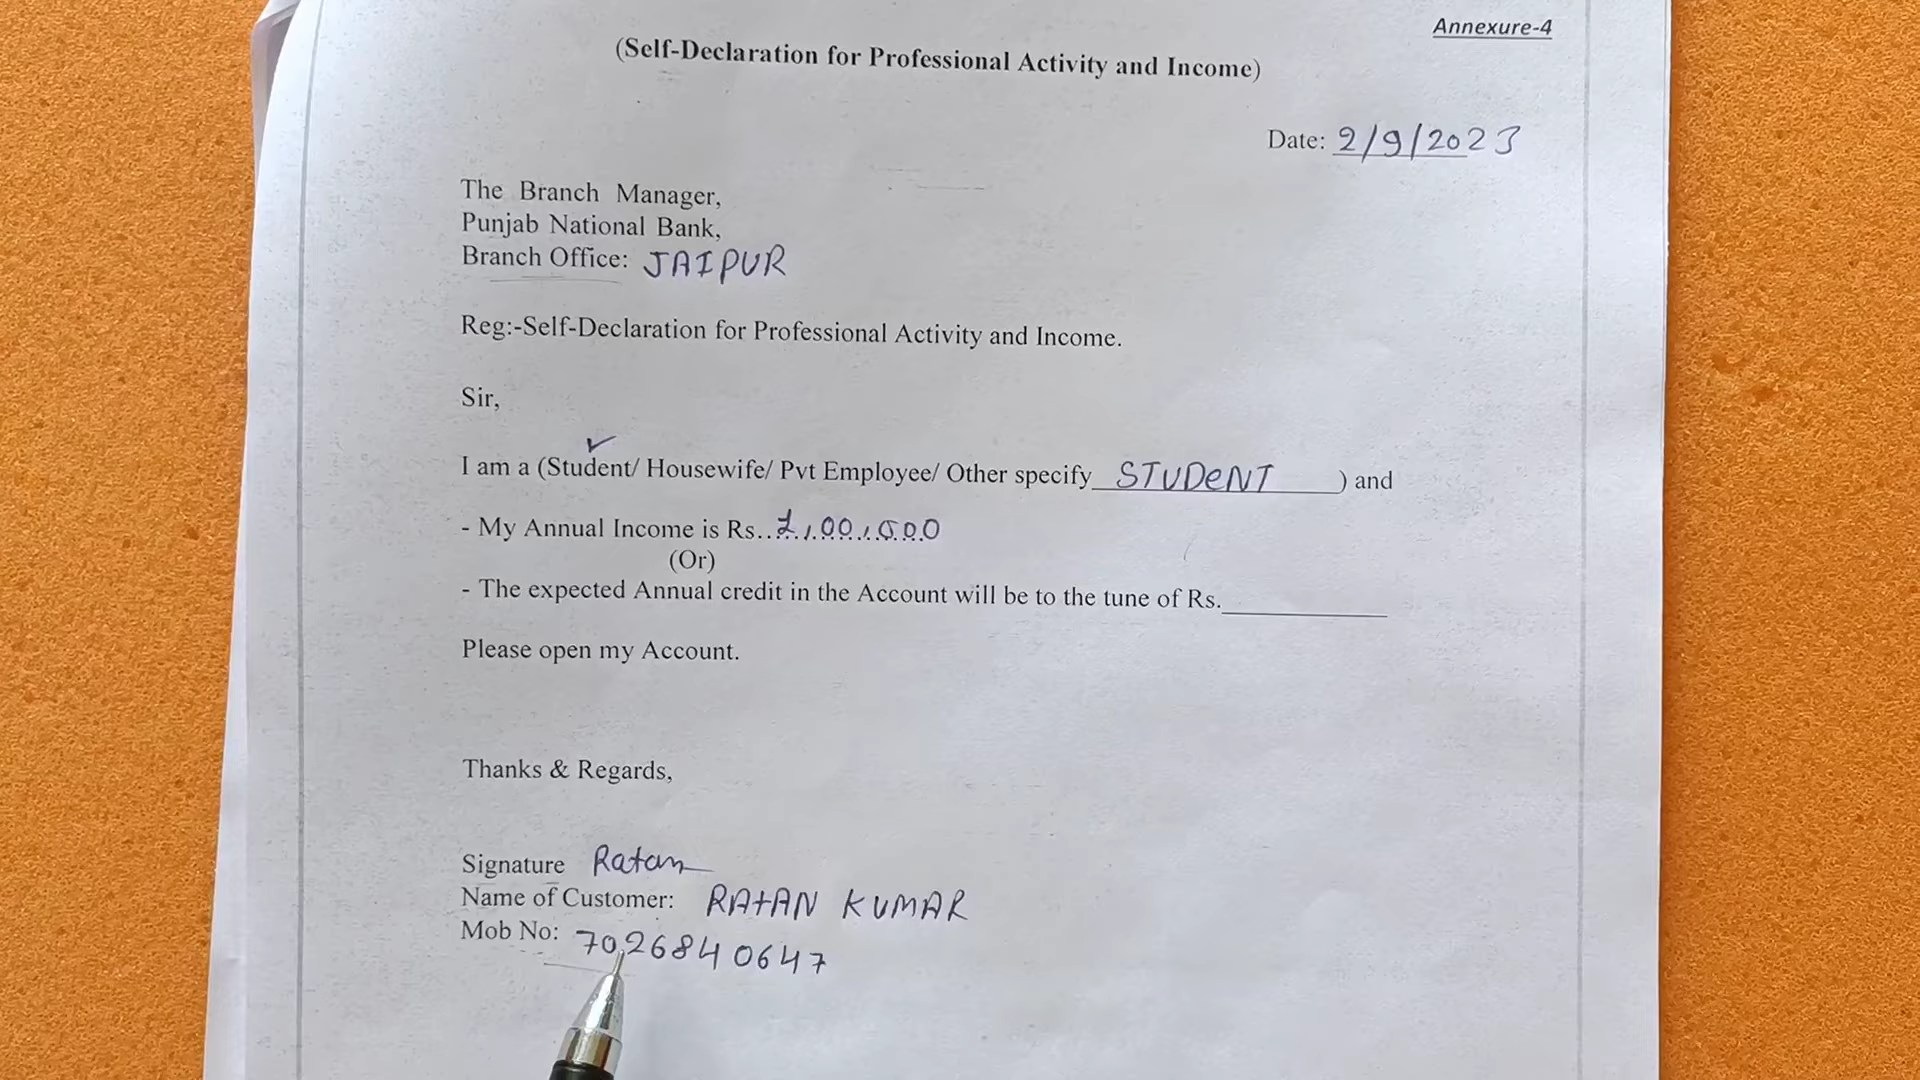 Annexure-4
(Self-Declaration for Professional Activity and Income)
Date: 2/9/2023
The Branch Manager,
Punjab National Bank,
Branch Office: JAIPUR
Reg:-Self-Declaration for Professional Activity and Income.
Sir,
I am a (Student/ Housewife/ Pvt Employee/ Other specify STUDeNT ) and
- My Annual Income is Rs..
(Or)
- The expected Annual credit in the Account will be to the tune of Rs.
Please open my Account.
Thanks & Regards,
Signature Ratan
Name of Customer: RAtAN KUMAR
Mob No: 7026840647